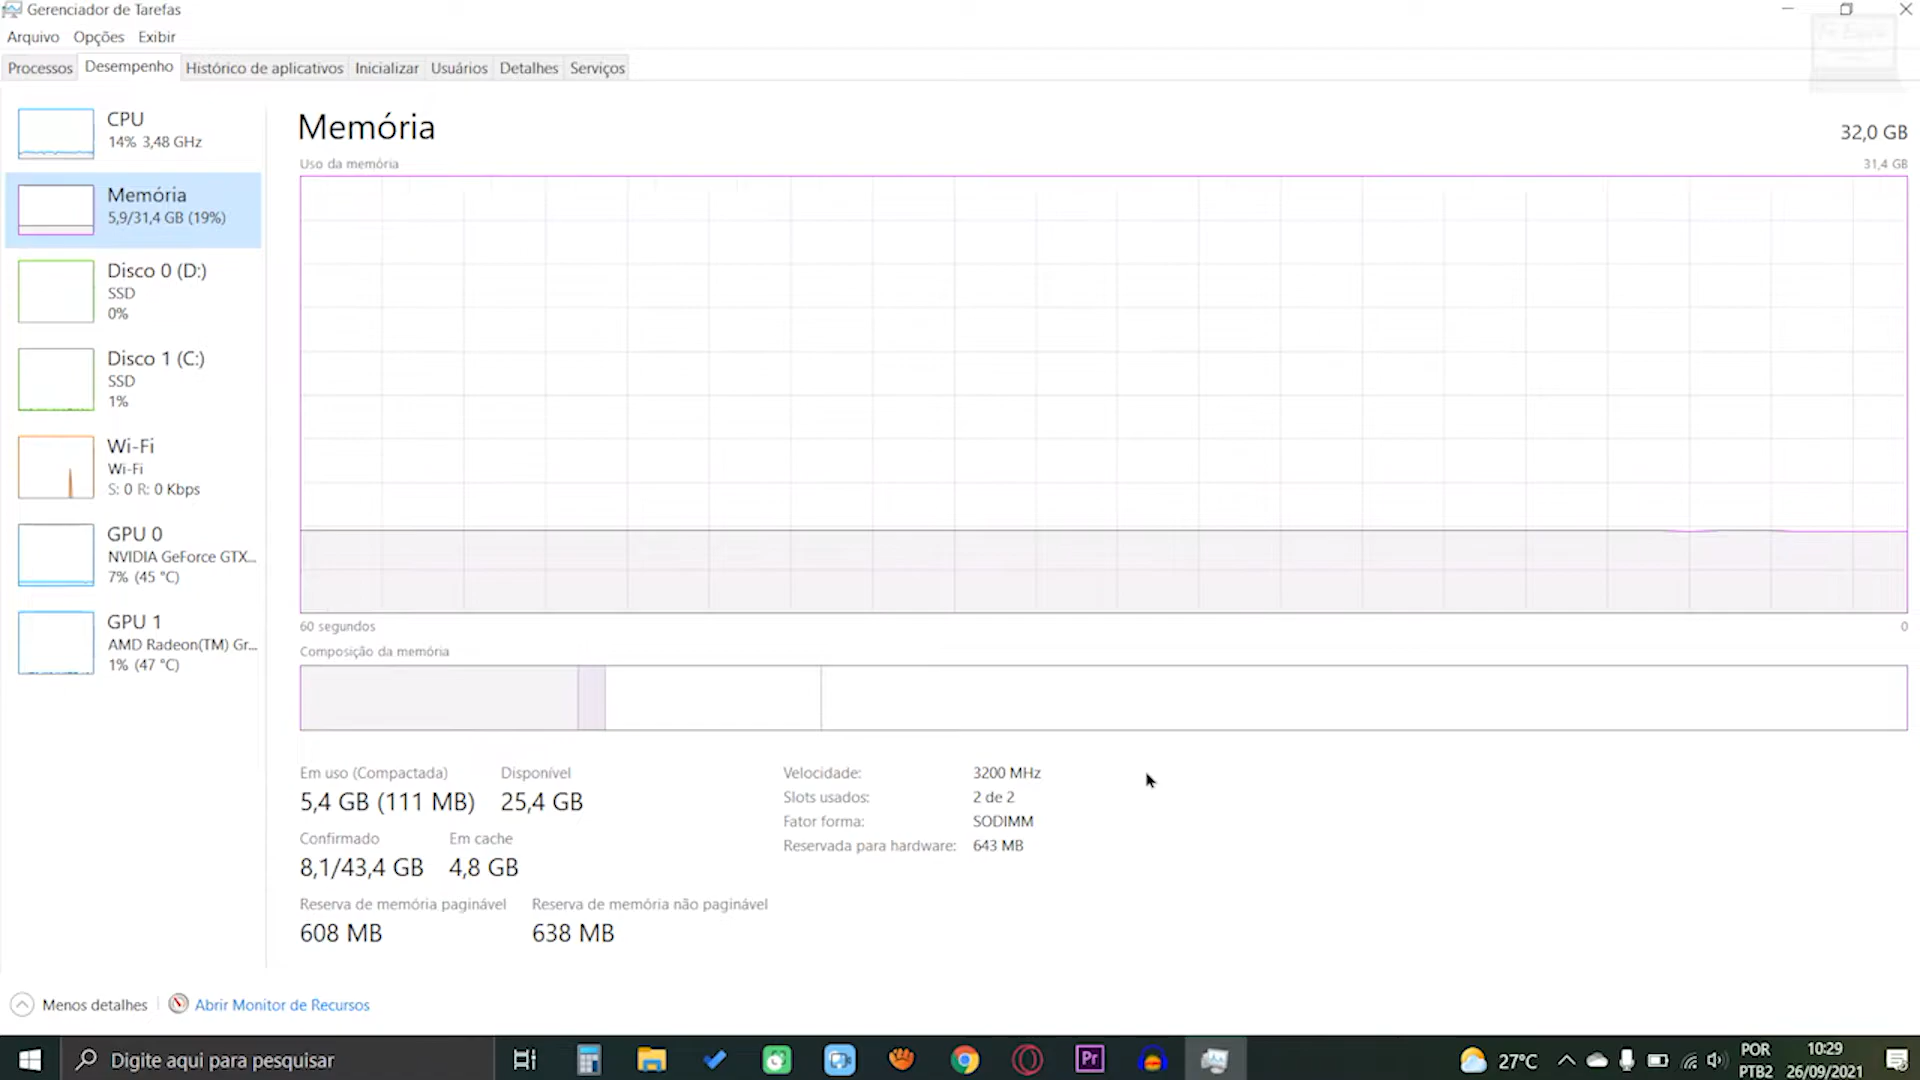 Gerenciador de Tarefas
Arquivo Opções Exibir
Processos Desempenho Histórico de aplicativos Inicializar Usuários Detalhes Serviços
CPU
14% 3,48 GHz
Memória
5,9/31,4 GB (19%)
Disco 0 (D:)
SSD
0%
Disco 1 (C:)
SSD
1%
Wi-Fi
Wi-Fi
S: 0 R: 0 Kbps
GPU 0
NVIDIA GeForce GTX...
7% (45 °C)
GPU 1
AMD Radeon(TM) Gr...
1% (47 °C)
Memória 32,0 GB
Uso da memória 31,4 GB
60 segundos 0
Composição da memória
Em uso (Compactada) Disponível
5,4 GB (111 MB) 25,4 GB
Confirmado Em cache
8,1/43,4 GB 4,8 GB
Reserva de memória paginável Reserva de memória não paginável
608 MB 638 MB
Velocidade: 3200 MHz
Slots usados: 2 de 2
Fator forma: SODIMM
Reservada para hardware: 643 MB
Menos detalhes Abrir Monitor de Recursos
Digite aqui para pesquisar
Pr
27°C
POR
PTB2
10:29
26/09/2021